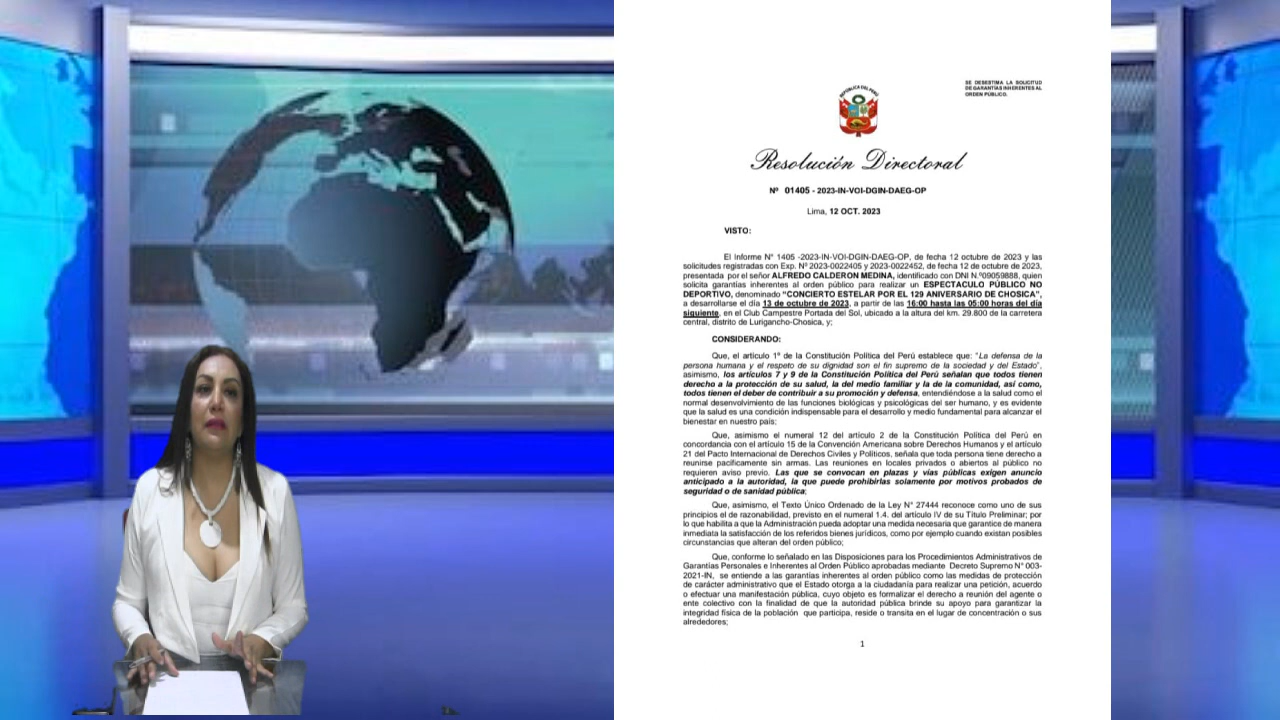 SE DESESTIMA LA SOLICITUD
DE GARANTÍAS INHERENTES AL
ORDEN PÚBLICO.
REPÚBLICA DEL PERÚ
Resolución Directoral
Nº 01405 - 2023-IN-VOI-DGIN-DAEG-OP
Lima, 12 OCT. 2023
VISTO:
El Informe N° 1405 -2023-IN-VOI-DGIN-DAEG-OP, de fecha 12 octubre de 2023 y las
solicitudes registradas con Exp. Nº 2023-0022405 y 2023-0022452, de fecha 12 de octubre de 2023,
presentada por el señor ALFREDO CALDERON MEDINA, identificado con DNI N.º09059888, quien
solicita garantías inherentes al orden público para realizar un ESPECTACULO PÚBLICO NO
DEPORTIVO, denominado "CONCIERTO ESTELAR POR EL 129 ANIVERSARIO DE CHOSICA",
a desarrollarse el día 13 de octubre de 2023, a partir de las 16:00 hasta las 05:00 horas del día
siguiente, en el Club Campestre Portada del Sol, ubicado a la altura del km. 29.800 de la carretera
central, distrito de Lurigancho-Chosica, y;
CONSIDERANDO:
Que, el artículo 1º de la Constitución Política del Perú establece que: "La defensa de la
persona humana y el respeto de su dignidad son el fin supremo de la sociedad y del Estado",
asimismo, los artículos 7 y 9 de la Constitución Política del Perú señalan que todos tienen
derecho a la protección de su salud, la del medio familiar y la de la comunidad, así como,
todos tienen el deber de contribuir a su promoción y defensa, entendiéndose a la salud como el
normal desenvolvimiento de las funciones biológicas y psicológicas del ser humano, y es evidente
que la salud es una condición indispensable para el desarrollo y medio fundamental para alcanzar el
bienestar en nuestro país;
Que, asimismo el numeral 12 del artículo 2 de la Constitución Política del Perú en
concordancia con el artículo 15 de la Convención Americana sobre Derechos Humanos y el artículo
21 del Pacto Internacional de Derechos Civiles y Políticos, señala que toda persona tiene derecho a
reunirse pacíficamente sin armas. Las reuniones en locales privados o abiertos al público no
requieren aviso previo. Las que se convocan en plazas y vías públicas exigen anuncio
anticipado a la autoridad, la que puede prohibirlas solamente por motivos probados de
seguridad o de sanidad pública;
Que, asimismo, el Texto Único Ordenado de la Ley N° 27444 reconoce como uno de sus
principios el de razonabilidad, previsto en el numeral 1.4. del artículo IV de su Título Preliminar; por
lo que habilita a que la Administración pueda adoptar una medida necesaria que garantice de manera
inmediata la satisfacción de los referidos bienes jurídicos, como por ejemplo cuando existan posibles
circunstancias que alteran del orden público;
Que, conforme lo señalado en las Disposiciones para los Procedimientos Administrativos de
Garantías Personales e Inherentes al Orden Público aprobadas mediante Decreto Supremo N° 003-
2021-IN, se entiende a las garantías inherentes al orden público como las medidas de protección
de carácter administrativo que el Estado otorga a la ciudadanía para realizar una petición, acuerdo
o efectuar una manifestación pública, cuyo objeto es formalizar el derecho a reunión del agente o
ente colectivo con la finalidad de que la autoridad pública brinde su apoyo para garantizar la
integridad física de la población que participa, reside o transita en el lugar de concentración o sus
alrededores;
1